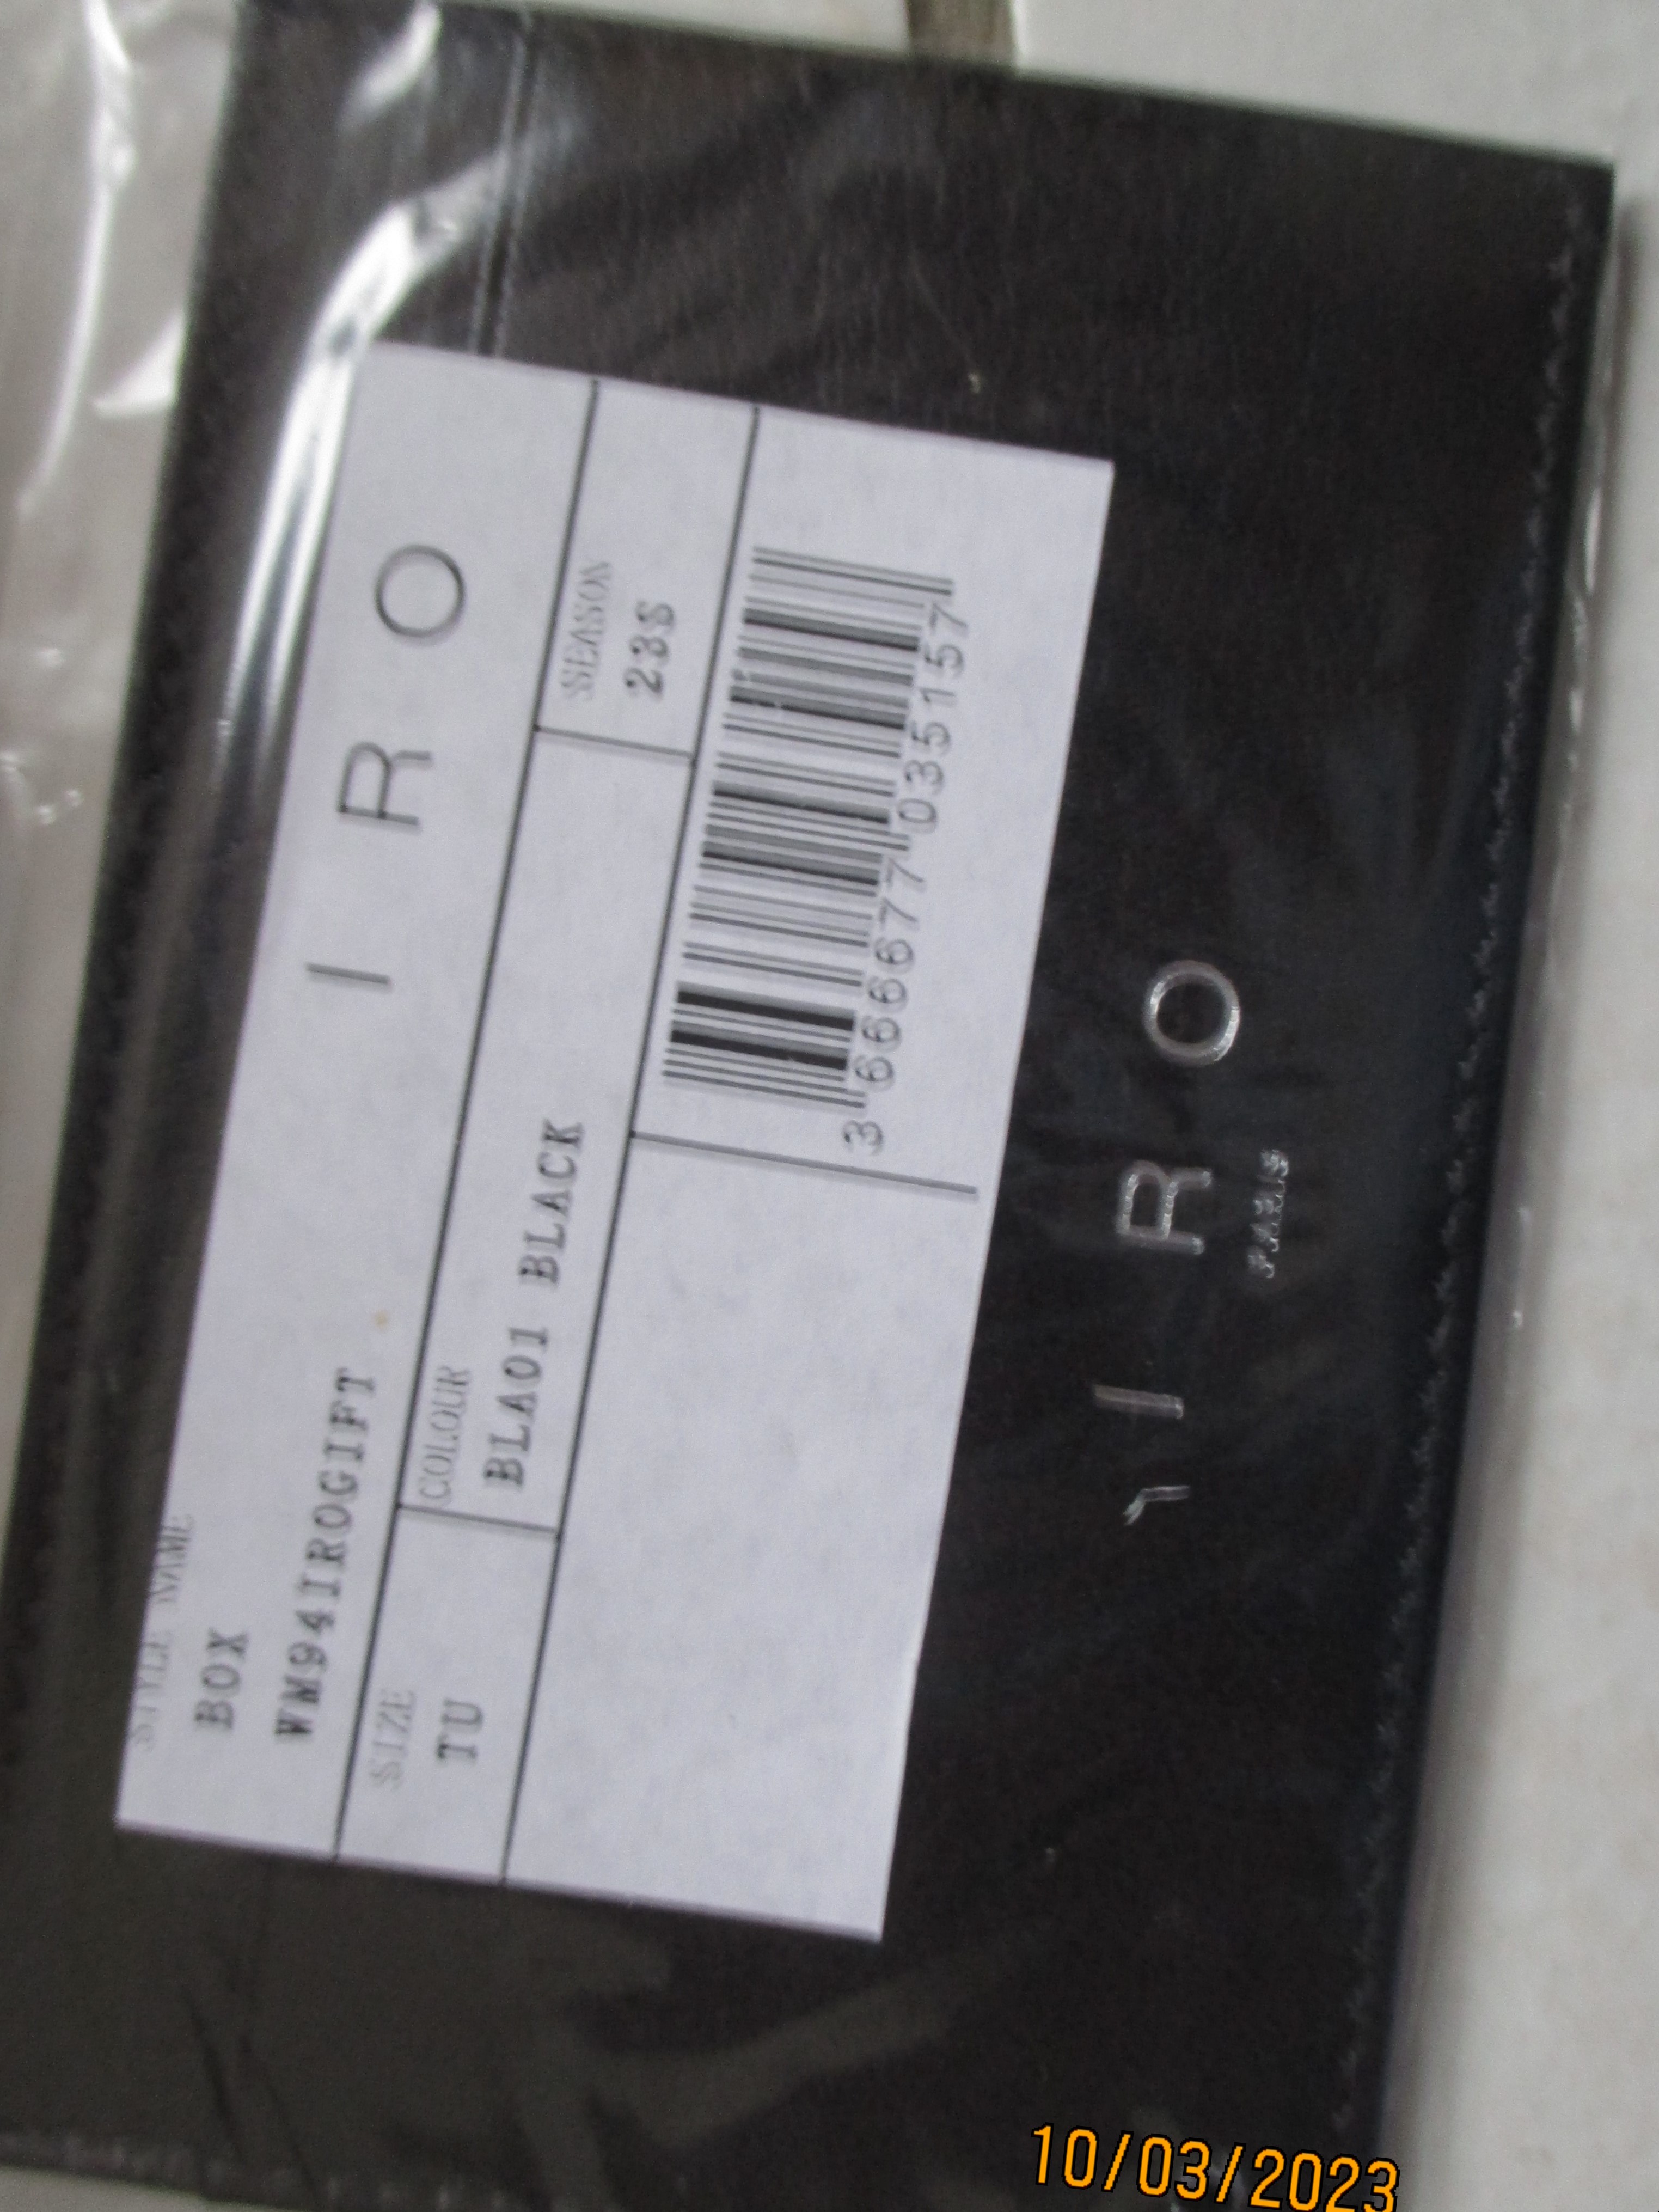 STYLE NAME
BOX
WM94IROGIFT
I R O
SIZE
TU
COLOUR
BLA01 BLACK
SEASON
23S
3 666677 035157
I R O
PARIS
10/03/2023